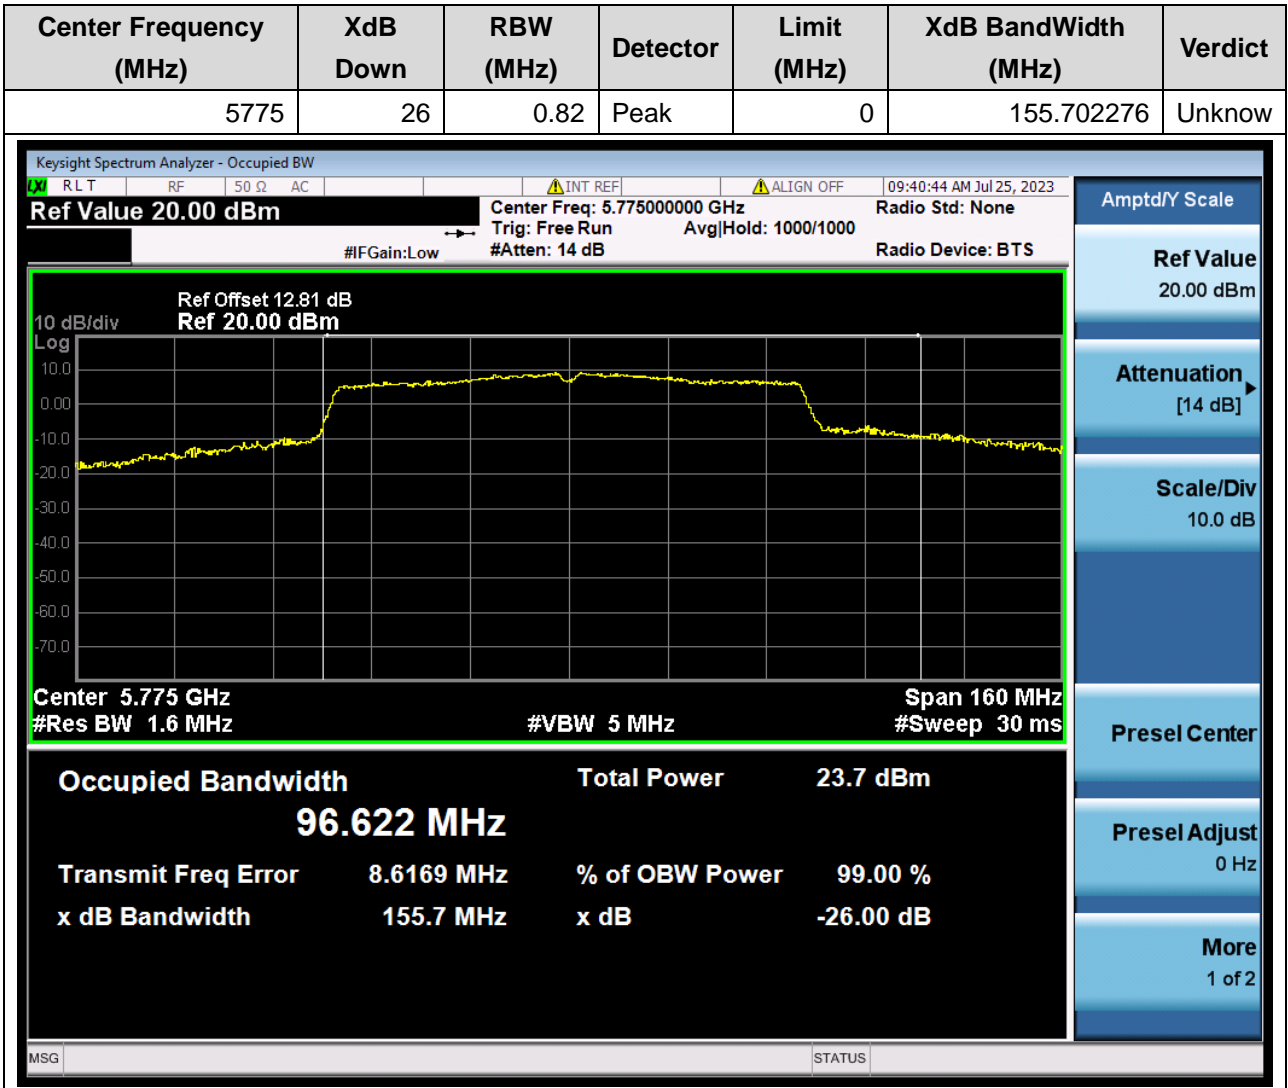 Center Frequency (MHz) XdB Down RBW (MHz) Detector Limit (MHz) XdB BandWidth (MHz) Verdict
5775 26 0.82 Peak 0 155.702276 Unknow
Keysight Spectrum Analyzer - Occupied BW
LXI RLT RF 50 Ω AC INT REF ALIGN OFF 09:40:44 AM Jul 25, 2023
Ref Value 20.00 dBm
Center Freq: 5.775000000 GHz
Radio Std: None
Trig: Free Run Avg|Hold: 1000/1000
#IFGain:Low #Atten: 14 dB
Radio Device: BTS
Ref Offset 12.81 dB
10 dB/div Ref 20.00 dBm
Log
10.0
0.00
-10.0
-20.0
-30.0
-40.0
-50.0
-60.0
-70.0
Center 5.775 GHz Span 160 MHz
#Res BW 1.6 MHz #VBW 5 MHz #Sweep 30 ms
Occupied Bandwidth Total Power 23.7 dBm
96.622 MHz
Transmit Freq Error 8.6169 MHz % of OBW Power 99.00 %
x dB Bandwidth 155.7 MHz x dB -26.00 dB
Amptd/Y Scale
Ref Value
20.00 dBm
Attenuation
[14 dB]
Scale/Div
10.0 dB
Presel Center
Presel Adjust
0 Hz
More
1 of 2
MSG STATUS